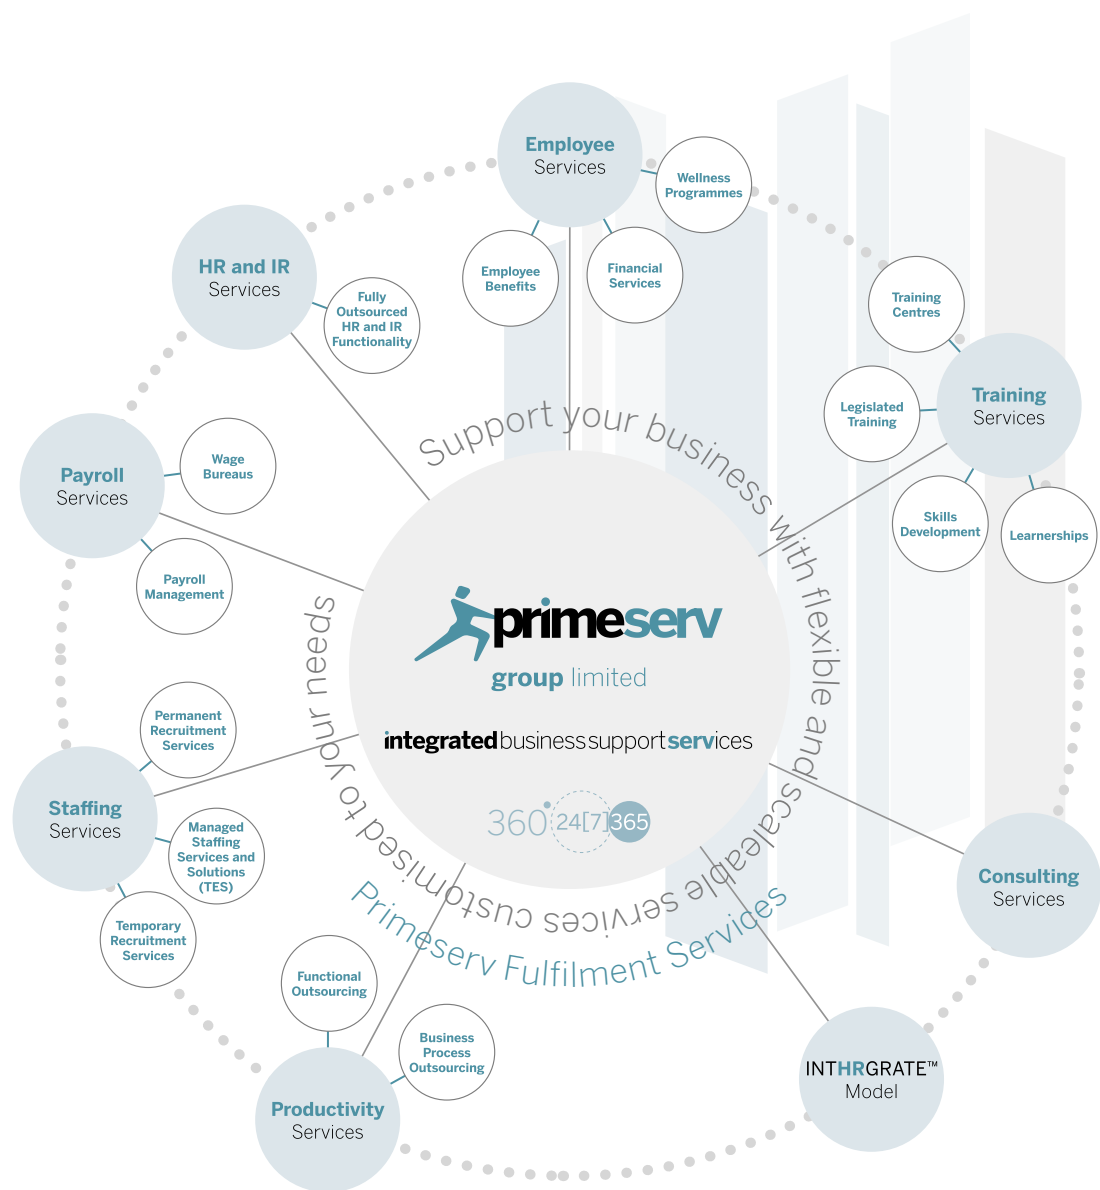 Employee
Services
Wellness
Programmes
Employee
Benefits
Financial
Services
HR and IR
Services
Fully
Outsourced
HR and IR
Functionality
Training
Centres
Training
Services
Legislated
Training
Skills
Development
Learnerships
Payroll
Services
Wage
Bureaus
Payroll
Management
Support your business with flexible and scaleable services customised to your needs
primeserv
group limited
integratedbusinesssupportservices
360° 24[7]365
Primeserv Fulfilment Services
Permanent
Recruitment
Services
Staffing
Services
Managed
Staffing
Services and
Solutions
(TES)
Temporary
Recruitment
Services
Consulting
Services
Functional
Outsourcing
Business
Process
Outsourcing
Productivity
Services
INTHRGRATE™
Model